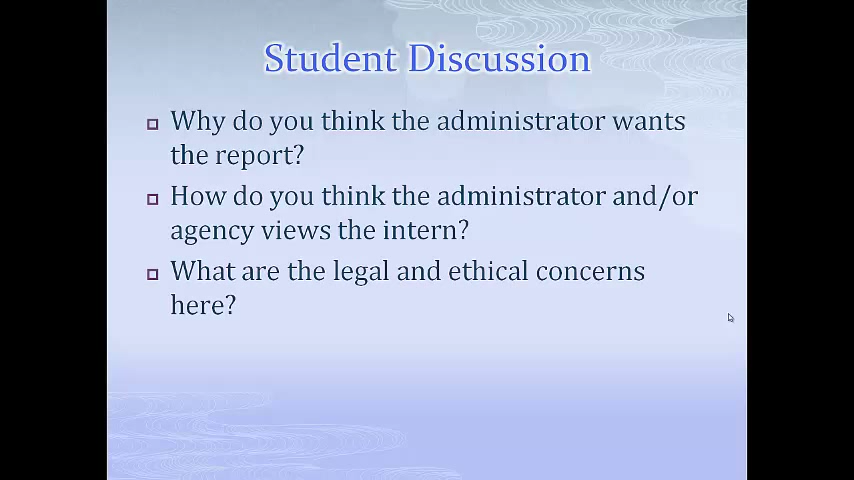 Student Discussion
Why do you think the administrator wants
the report?
How do you think the administrator and/or
agency views the intern?
What are the legal and ethical concerns
here?